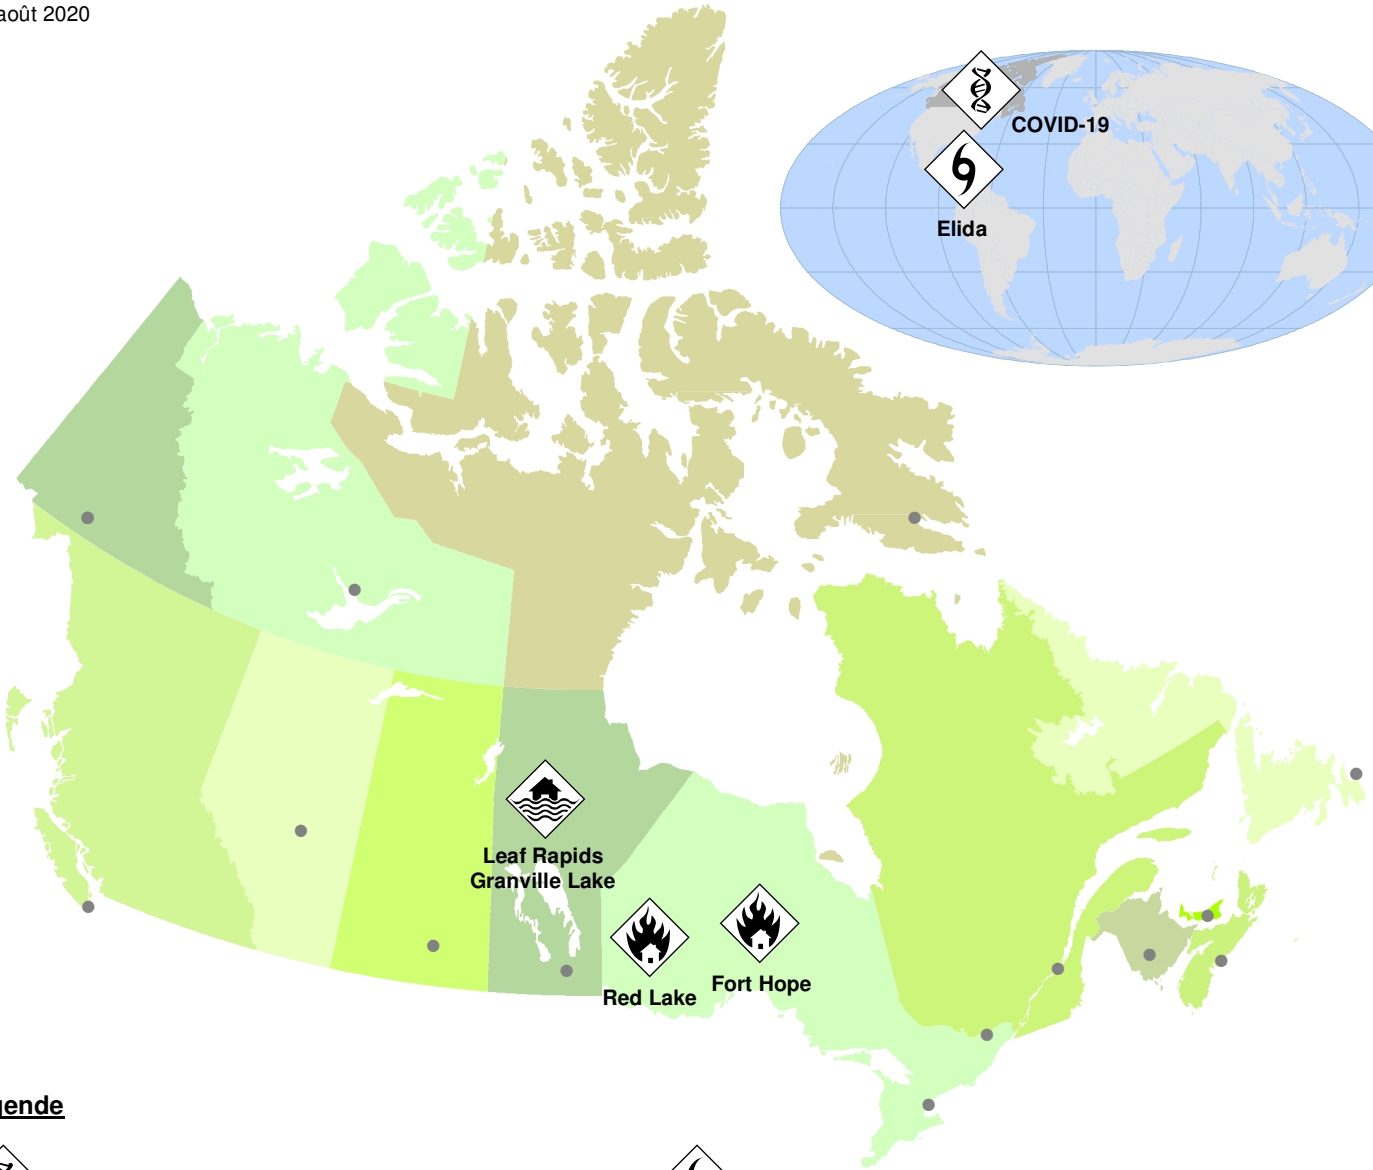 août 2020
COVID-19
Elida
Leaf Rapids
Granville Lake
Red Lake
Fort Hope
gende